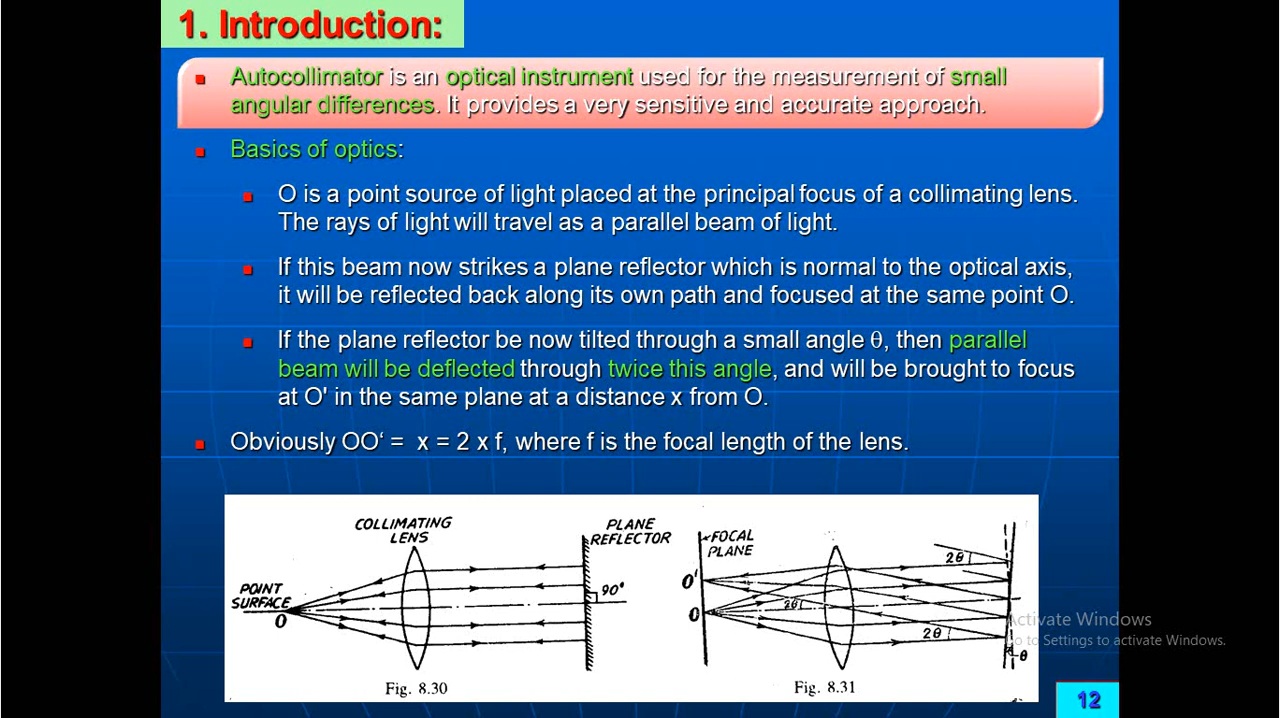 1. Introduction:
Autocollimator is an optical instrument used for the measurement of small
angular differences. It provides a very sensitive and accurate approach.
Basics of optics:
O is a point source of light placed at the principal focus of a collimating lens.
The rays of light will travel as a parallel beam of light.
If this beam now strikes a plane reflector which is normal to the optical axis,
it will be reflected back along its own path and focused at the same point O.
If the plane reflector be now tilted through a small angle θ, then parallel
beam will be deflected through twice this angle, and will be brought to focus
at O' in the same plane at a distance x from O.
Obviously OO‘ = x = 2 x f, where f is the focal length of the lens.
COLLIMATING
LENS
PLANE
REFLECTOR
POINT
SURFACE
O
90°
Fig. 8.30
FOCAL
PLANE
O'
O
2θ
2θ
2θ
θ
Fig. 8.31
Activate Windows
Go to Settings to activate Windows.
12